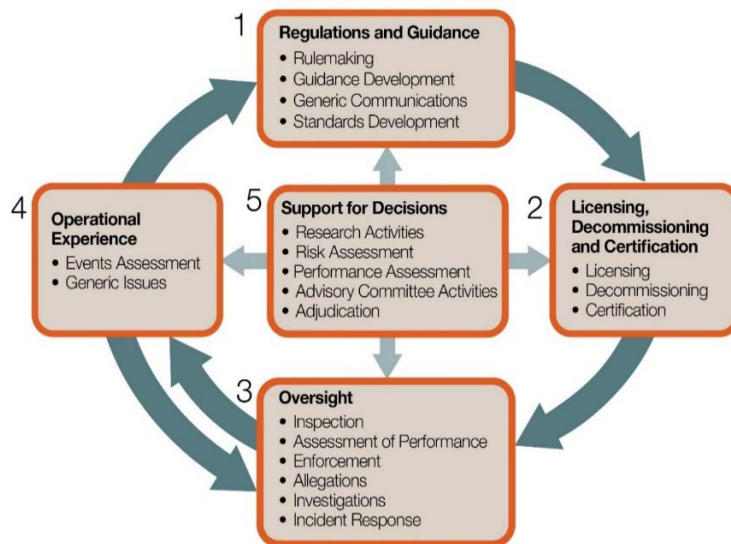 1
Regulations and Guidance
• Rulemaking
• Guidance Development
• Generic Communications
• Standards Development
4
Operational
Experience
• Events Assessment
• Generic Issues
5
Support for Decisions
• Research Activities
• Risk Assessment
• Performance Assessment
• Advisory Committee Activities
• Adjudication
2
Licensing,
Decommissioning
and Certification
• Licensing
• Decommissioning
• Certification
3
Oversight
• Inspection
• Assessment of Performance
• Enforcement
• Allegations
• Investigations
• Incident Response